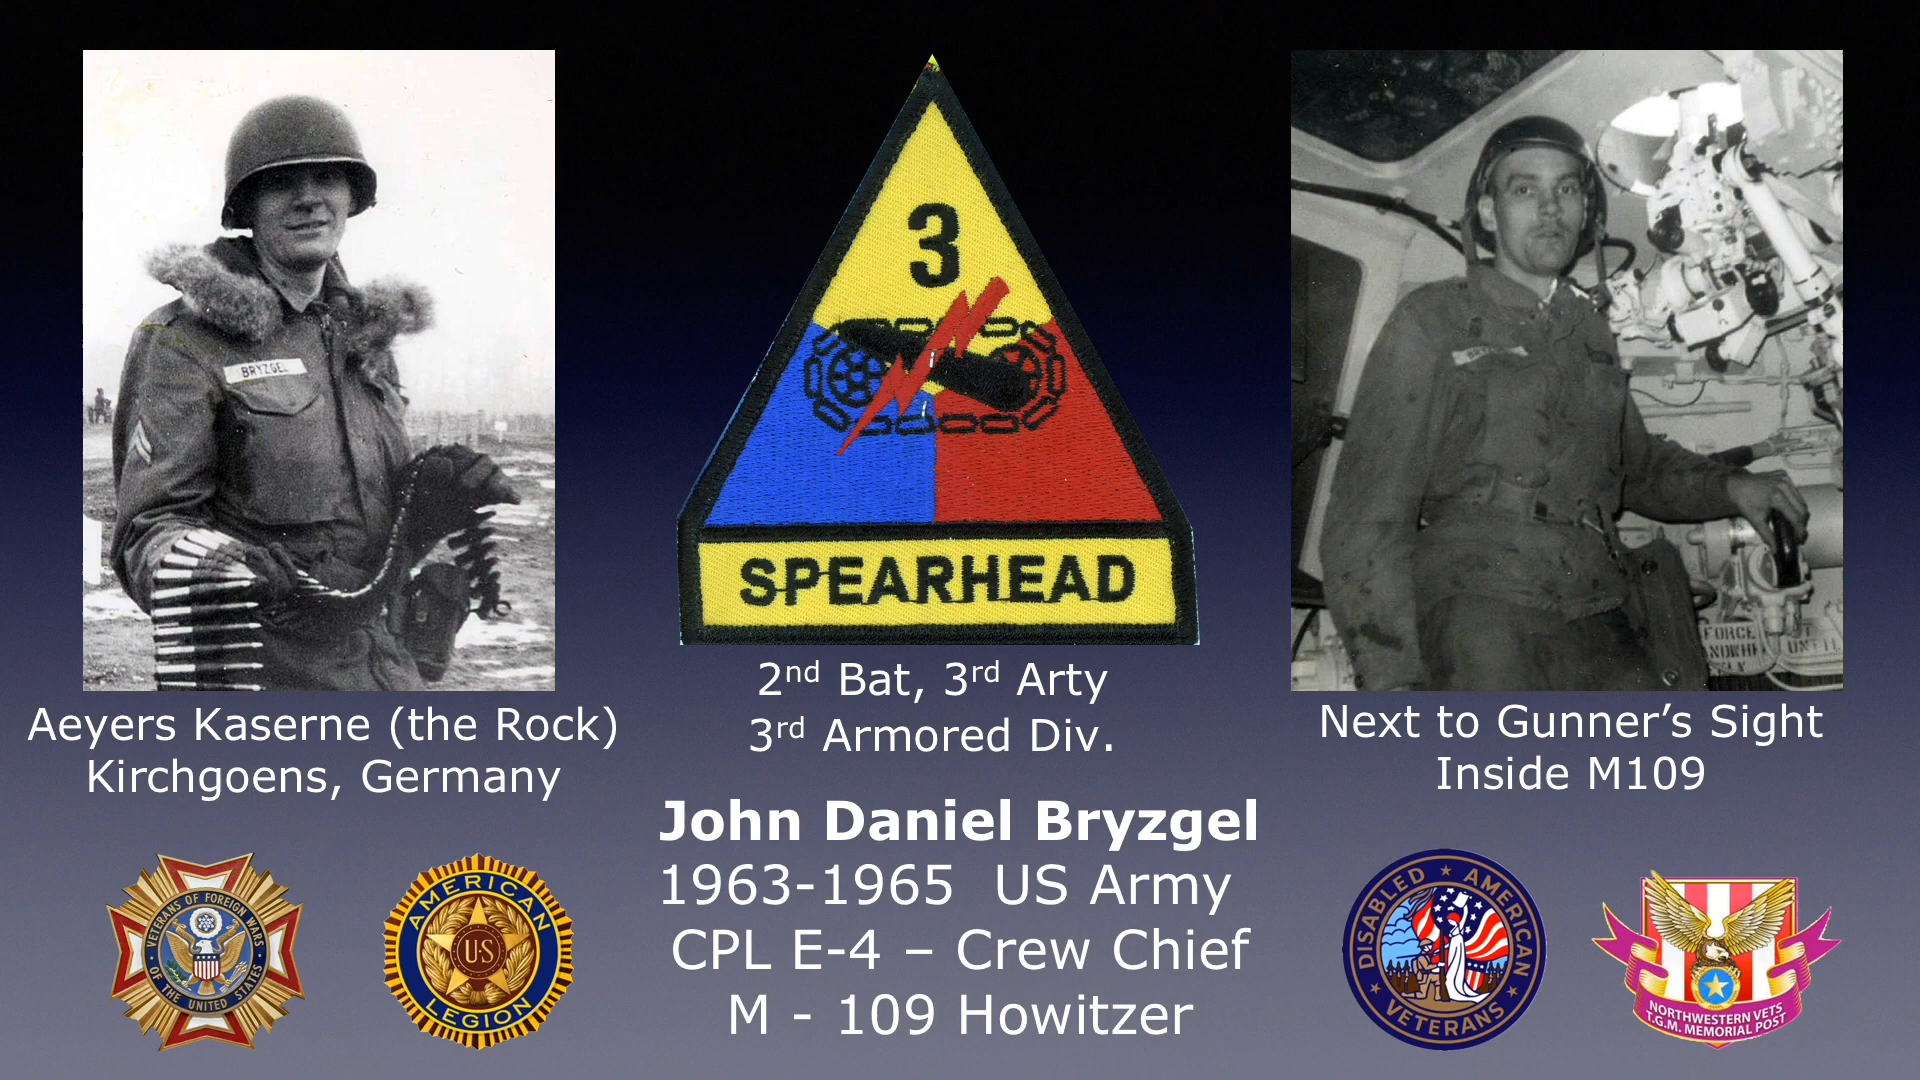 BRYZGEL
3
SPEARHEAD
Aeyers Kaserne (the Rock)
Kirchgoens, Germany
2nd Bat, 3rd Arty
3rd Armored Div.
FORCE
Next to Gunner’s Sight
Inside M109
John Daniel Bryzgel
1963-1965 US Army
CPL E-4 – Crew Chief
M - 109 Howitzer
VETERANS OF FOREIGN WARS
OF THE UNITED STATES
AMERICAN
U·S
LEGION
DISABLED ★ AMERICAN
★ VETERANS ★
NORTHWESTERN VETS
T.G.M. MEMORIAL POST